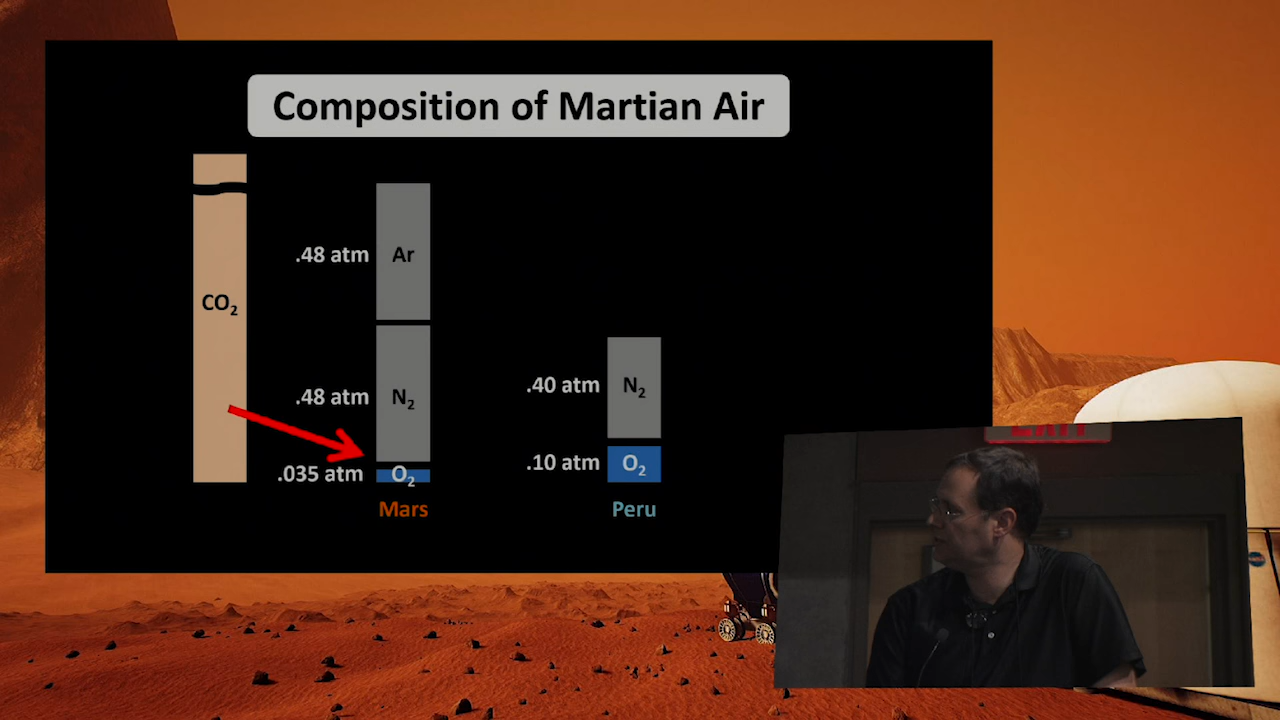 Composition of Martian Air
CO₂
.48 atm
Ar
.48 atm
N₂
.035 atm
O₂
Mars
.40 atm
N₂
.10 atm
O₂
Peru